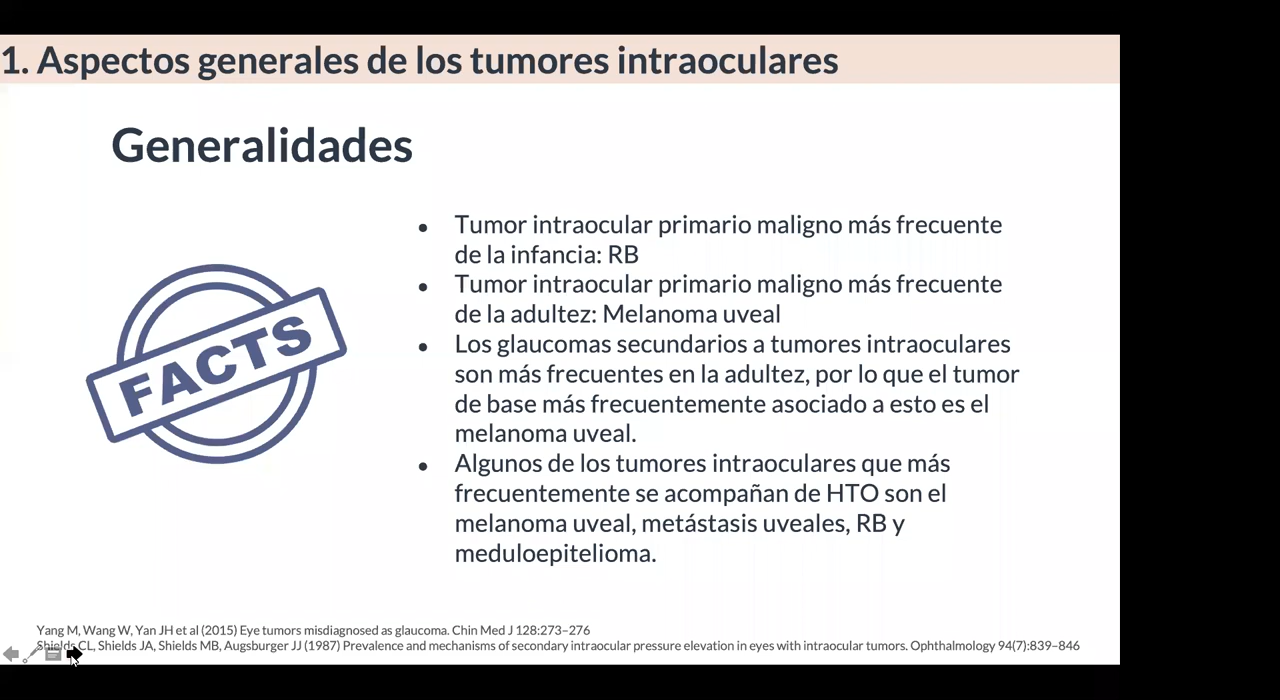 1. Aspectos generales de los tumores intraoculares
Generalidades
FACTS
● Tumor intraocular primario maligno más frecuente
de la infancia: RB
● Tumor intraocular primario maligno más frecuente
de la adultez: Melanoma uveal
● Los glaucomas secundarios a tumores intraoculares
son más frecuentes en la adultez, por lo que el tumor
de base más frecuentemente asociado a esto es el
melanoma uveal.
● Algunos de los tumores intraoculares que más
frecuentemente se acompañan de HTO son el
melanoma uveal, metástasis uveales, RB y
meduloepitelioma.
Yang M, Wang W, Yan JH et al (2015) Eye tumors misdiagnosed as glaucoma. Chin Med J 128:273–276
Shields CL, Shields JA, Shields MB, Augsburger JJ (1987) Prevalence and mechanisms of secondary intraocular pressure elevation in eyes with intraocular tumors. Ophthalmology 94(7):839–846